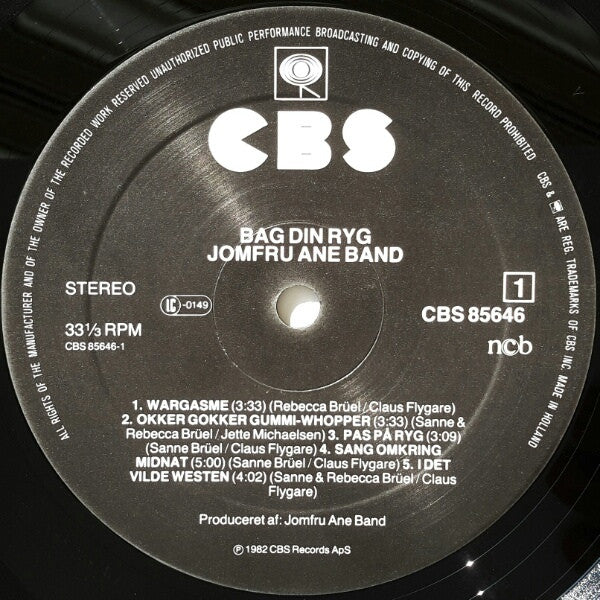 ALL RIGHTS OF THE MANUFACTURER AND OF THE OWNER OF THE RECORDED WORK RESERVED UNAUTHORIZED PUBLIC PERFORMANCE BROADCASTING AND COPYING OF THIS RECORD PROHIBITED
CBS & ARE REG. TRADEMARKS OF CBS INC. MADE IN HOLLAND
CBS
BAG DIN RYG
JOMFRU ANE BAND
STEREO
LC -0149
1
33 1/3 RPM
CBS 85646
CBS 85646-1
ncb
1. WARGASME (3:33) (Rebecca Brüel/Claus Flygare)
2. OKKER GOKKER GUMMI-WHOPPER (3:33) (Sanne &
Rebecca Brüel/Jette Michaelsen) 3. PAS PÅ RYG (3:09)
(Sanne Brüel/Claus Flygare) 4. SANG OMKRING
MIDNAT (5:00) (Sanne Brüel/Claus Flygare) 5. I DET
VILDE WESTEN (4:02) (Sanne & Rebecca Brüel/Claus
Flygare)
Produceret af: Jomfru Ane Band
Ⓟ 1982 CBS Records ApS